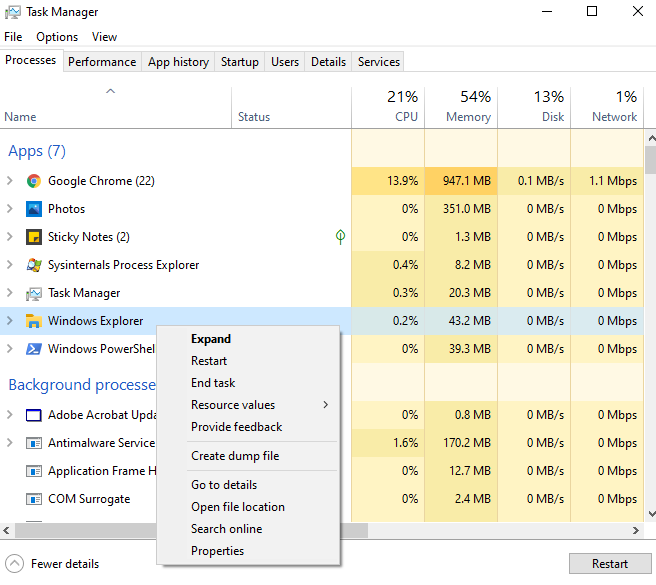 Task Manager
File Options View
Processes Performance App history Startup Users Details Services
21% 54% 13% 1%
Name Status CPU Memory Disk Network
Apps (7)
Google Chrome (22) 13.9% 947.1 MB 0.1 MB/s 1.1 Mbps
Photos 0% 351.0 MB 0 MB/s 0 Mbps
Sticky Notes (2) 0% 1.3 MB 0 MB/s 0 Mbps
Sysinternals Process Explorer 0.4% 8.2 MB 0 MB/s 0 Mbps
Task Manager 0.3% 20.3 MB 0 MB/s 0 Mbps
Windows Explorer 0.2% 43.2 MB 0 MB/s 0 Mbps
Windows PowerShell 0% 39.3 MB 0 MB/s 0 Mbps
Background processe
Adobe Acrobat Upda 0% 0.8 MB 0 MB/s 0 Mbps
Antimalware Service 1.6% 170.2 MB 0 MB/s 0 Mbps
Application Frame H 0% 12.7 MB 0 MB/s 0 Mbps
COM Surrogate 0% 2.4 MB 0 MB/s 0 Mbps
Expand
Restart
End task
Resource values
Provide feedback
Create dump file
Go to details
Open file location
Search online
Properties
Fewer details Restart